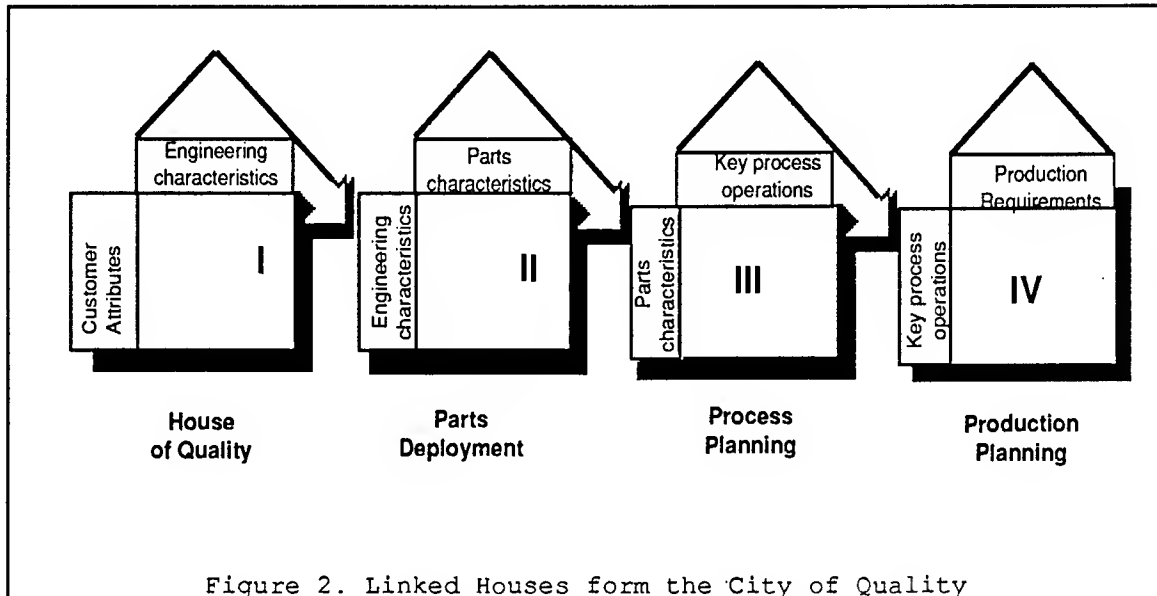 Engineering
characteristics
Customer
Attributes
I
House
of Quality
Parts
characteristics
Engineering
characteristics
II
Parts
Deployment
Key process
operations
Parts
characteristics
III
Process
Planning
Production
Requirements
Key process
operations
IV
Production
Planning
Figure 2. Linked Houses form the City of Quality